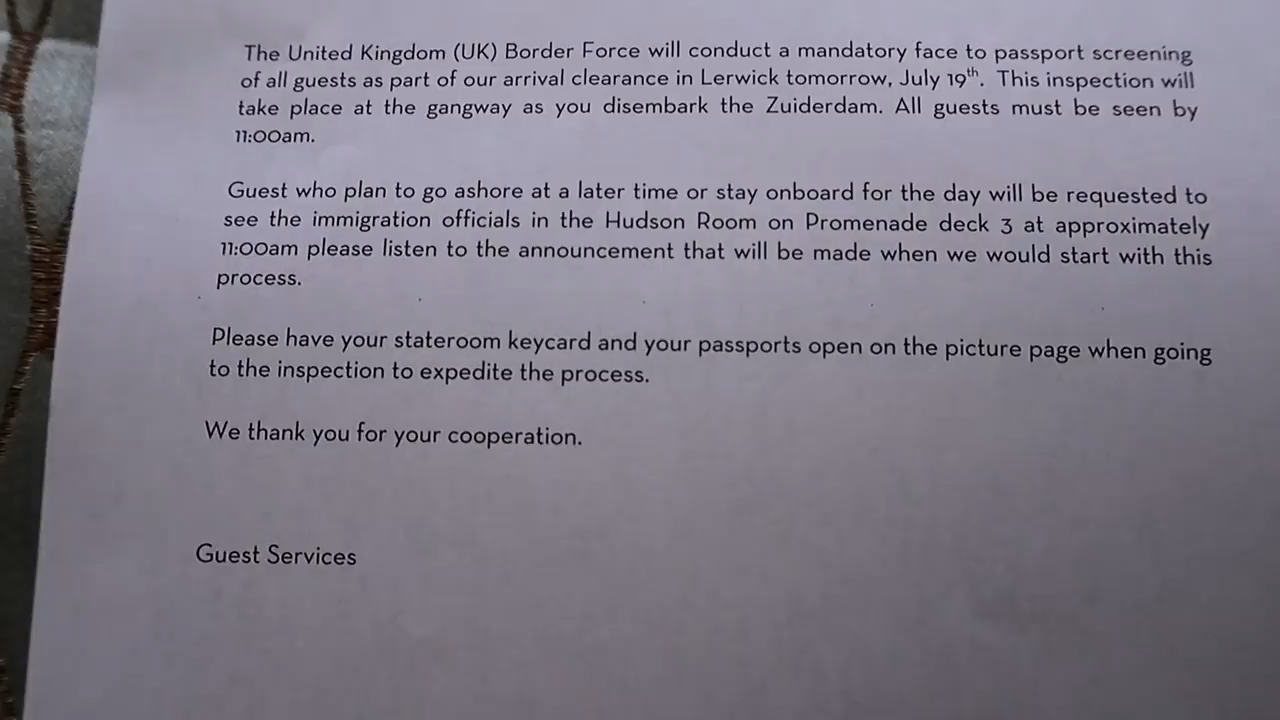 The United Kingdom (UK) Border Force will conduct a mandatory face to passport screening
of all guests as part of our arrival clearance in Lerwick tomorrow, July 19th. This inspection will
take place at the gangway as you disembark the Zuiderdam. All guests must be seen by
11:00am.
Guest who plan to go ashore at a later time or stay onboard for the day will be requested to
see the immigration officials in the Hudson Room on Promenade deck 3 at approximately
11:00am please listen to the announcement that will be made when we would start with this
process.
Please have your stateroom keycard and your passports open on the picture page when going
to the inspection to expedite the process.
We thank you for your cooperation.
Guest Services